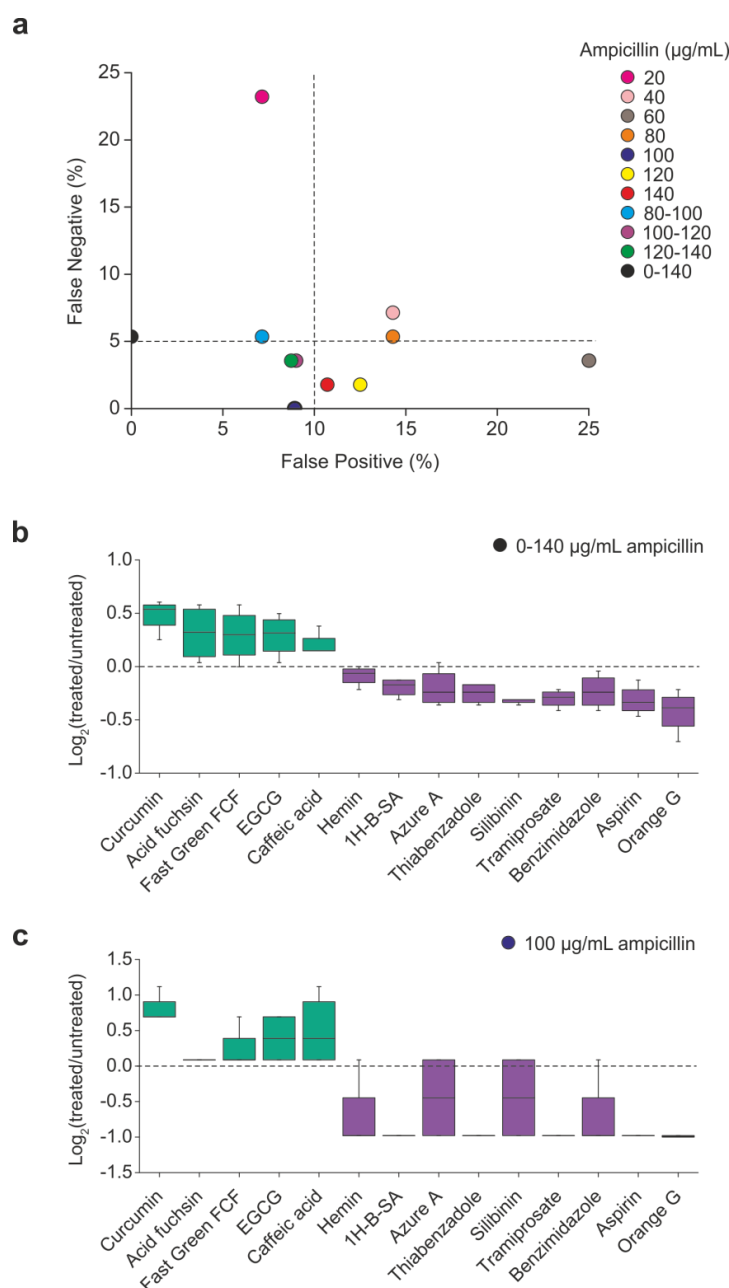 a
Ampicillin (µg/mL)
20
40
60
80
100
120
140
80-100
100-120
120-140
0-140
False Negative (%)
25
20
15
10
5
0
0
5
10
15
20
25
False Positive (%)
b
0-140 µg/mL ampicillin
Log2(treated/untreated)
1.0
0.5
0.0
-0.5
-1.0
Curcumin
Acid fuchsin
Fast Green FCF
EGCG
Caffeic acid
Hemin
1H-B-SA
Azure A
Thiabenzadole
Silibinin
Tramiprosate
Benzimidazole
Aspirin
Orange G
c
100 µg/mL ampicillin
Log2(treated/untreated)
1.5
1.0
0.5
0.0
-0.5
-1.0
-1.5
Curcumin
Acid fuchsin
Fast Green FCF
EGCG
Caffeic acid
Hemin
1H-B-SA
Azure A
Thiabenzadole
Silibinin
Tramiprosate
Benzimidazole
Aspirin
Orange G